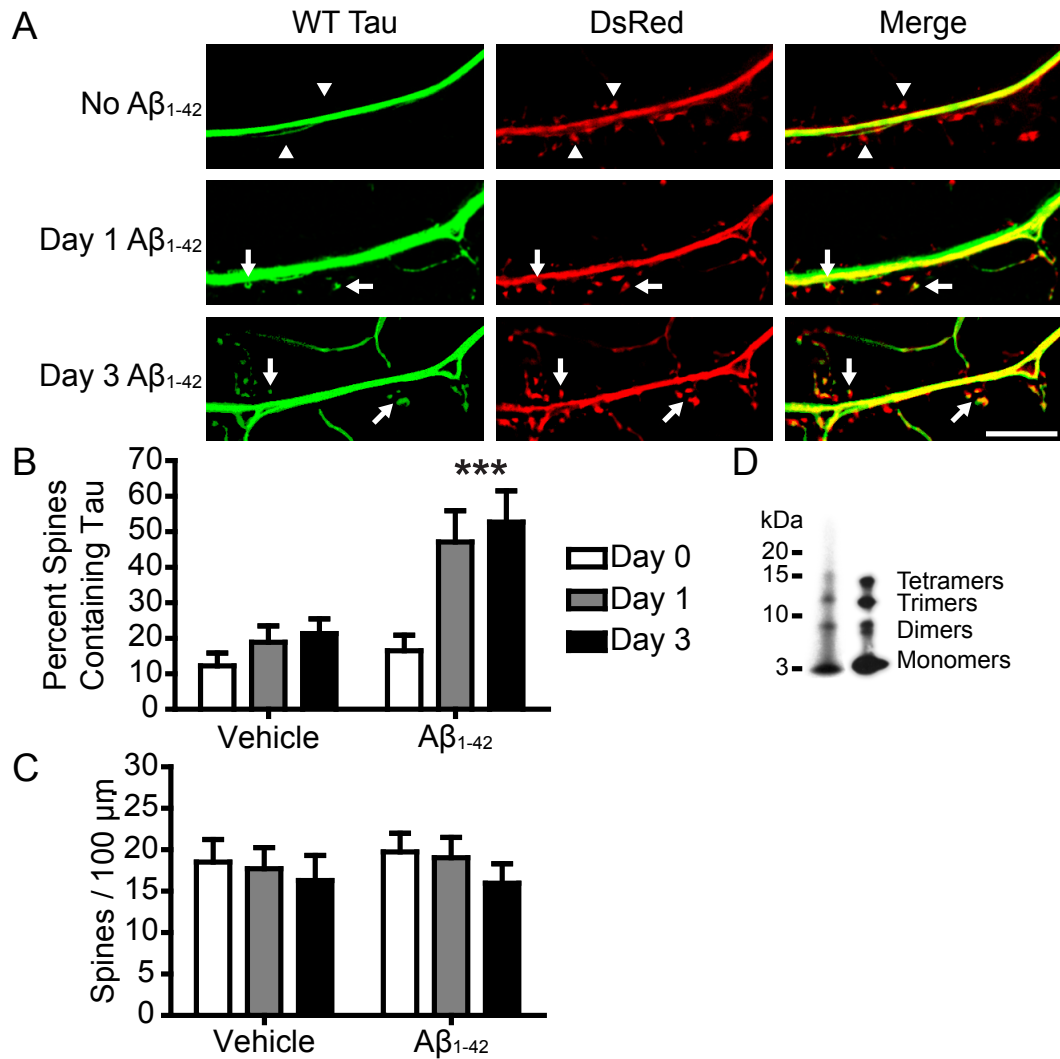 A
WT Tau
DsRed
Merge
No Aβ₁₋₄₂
Day 1 Aβ₁₋₄₂
Day 3 Aβ₁₋₄₂
B
Percent Spines
Containing Tau
70
60
50
40
30
20
10
0
***
Vehicle
Aβ₁₋₄₂
Day 0
Day 1
Day 3
D
kDa
20
15
10
3
Tetramers
Trimers
Dimers
Monomers
C
Spines / 100 µm
30
25
20
15
10
5
0
Vehicle
Aβ₁₋₄₂